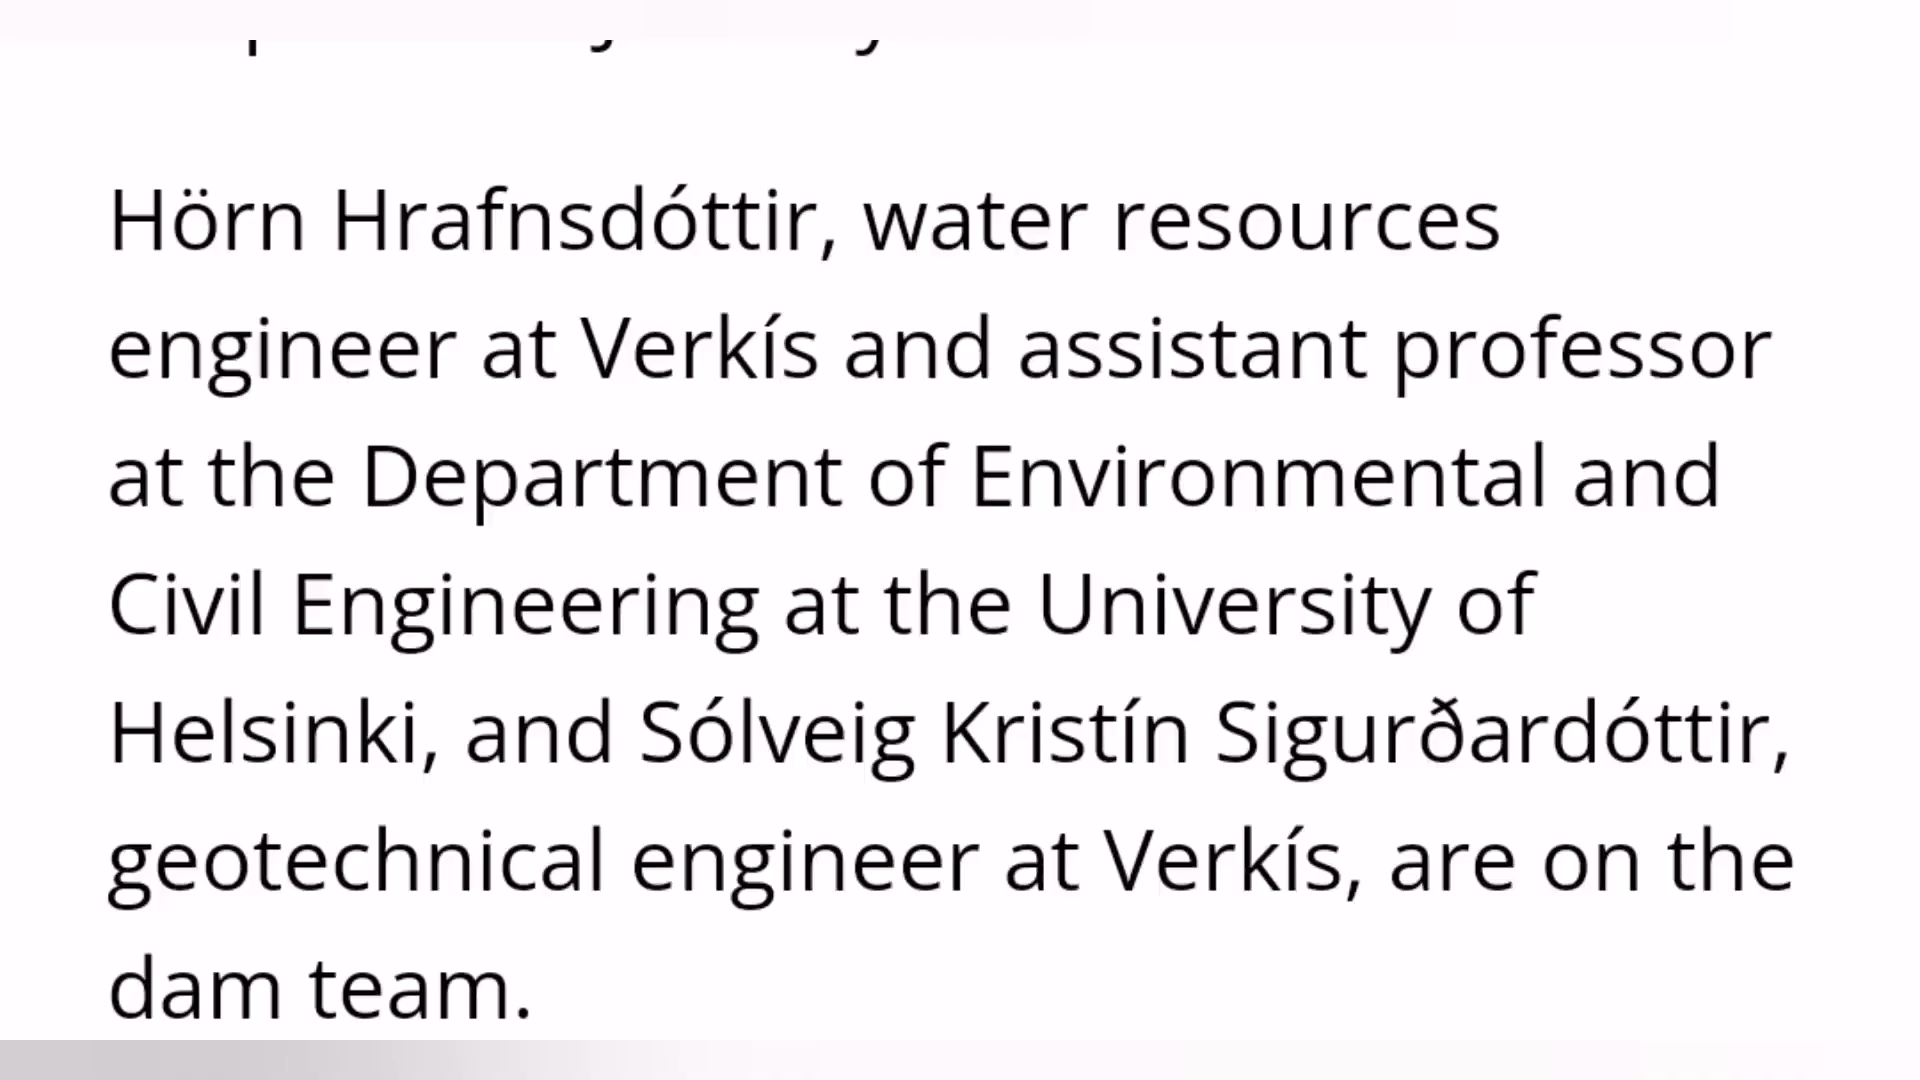 Hörn Hrafnsdóttir, water resources
engineer at Verkís and assistant professor
at the Department of Environmental and
Civil Engineering at the University of
Helsinki, and Sólveig Kristín Sigurðardóttir,
geotechnical engineer at Verkís, are on the
dam team.